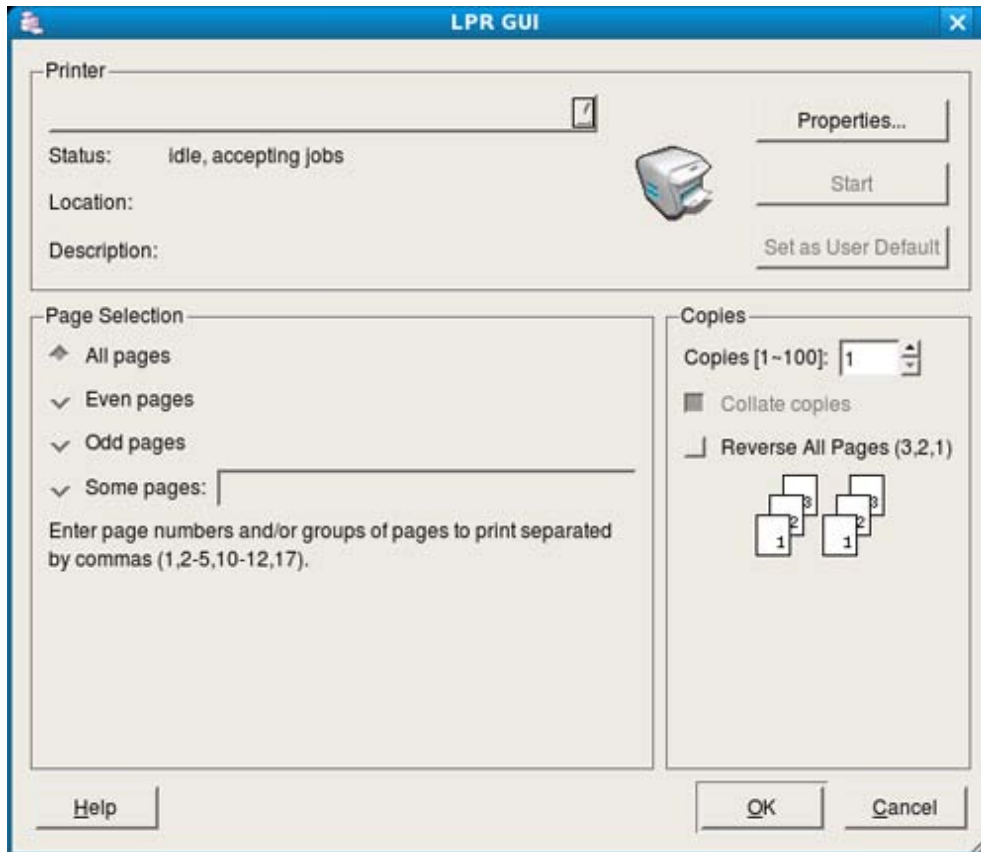 LPR GUI
Printer
Properties...
Status: idle, accepting jobs
Start
Location:
Set as User Default
Description:
Page Selection
All pages
Even pages
Odd pages
Some pages:
Enter page numbers and/or groups of pages to print separated
by commas (1,2-5,10-12,17).
Copies
Copies [1~100]: 1
Collate copies
Reverse All Pages (3,2,1)
3 3
2 2
1 1
Help
OK
Cancel